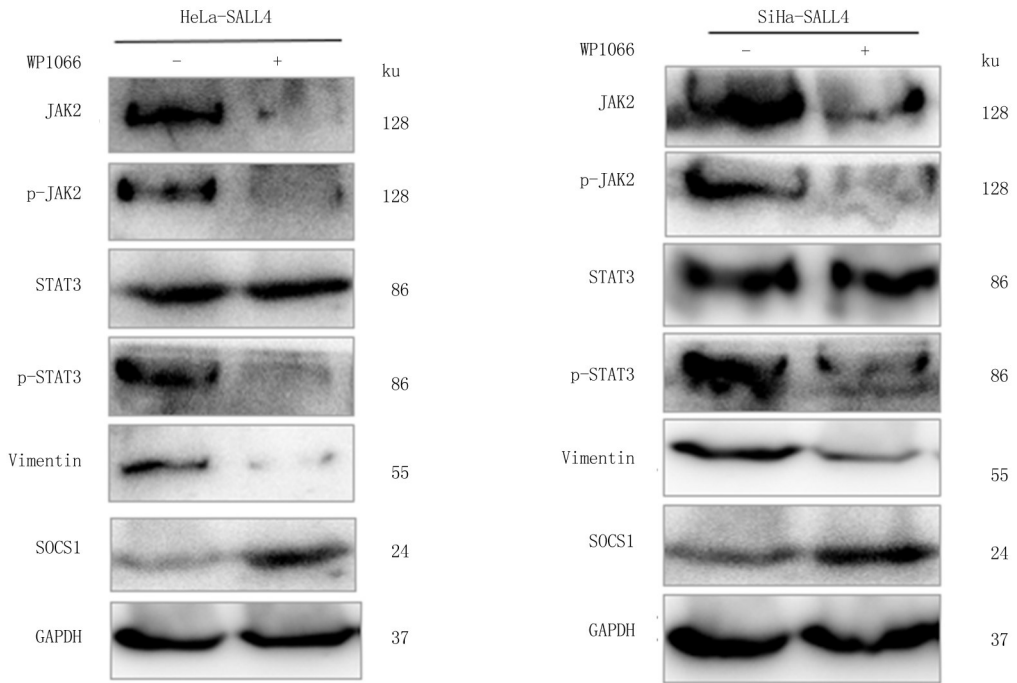 HeLa-SALL4
WP1066 - +
ku
JAK2 128
p-JAK2 128
STAT3 86
p-STAT3 86
Vimentin 55
SOCS1 24
GAPDH 37
SiHa-SALL4
WP1066 - +
ku
JAK2 128
p-JAK2 128
STAT3 86
p-STAT3 86
Vimentin 55
SOCS1 24
GAPDH 37